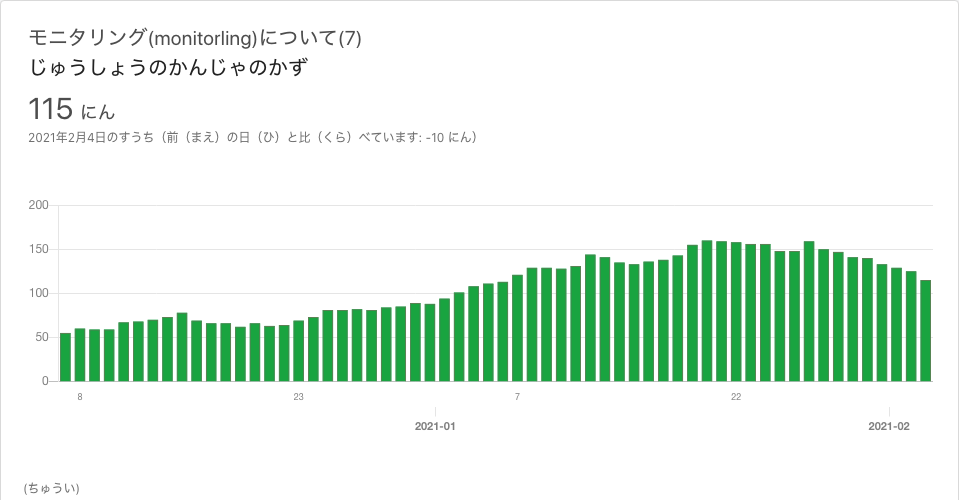 モニタリング(monitorling)について(7)
じゅうしょうのかんじゃのかず
115 にん
2021年2月4日のすうち（前（まえ）の日（ひ）と比（くら）べています: -10 にん）
200
150
100
50
0
8 23 7 22
2021-01 2021-02
(ちゅうい)